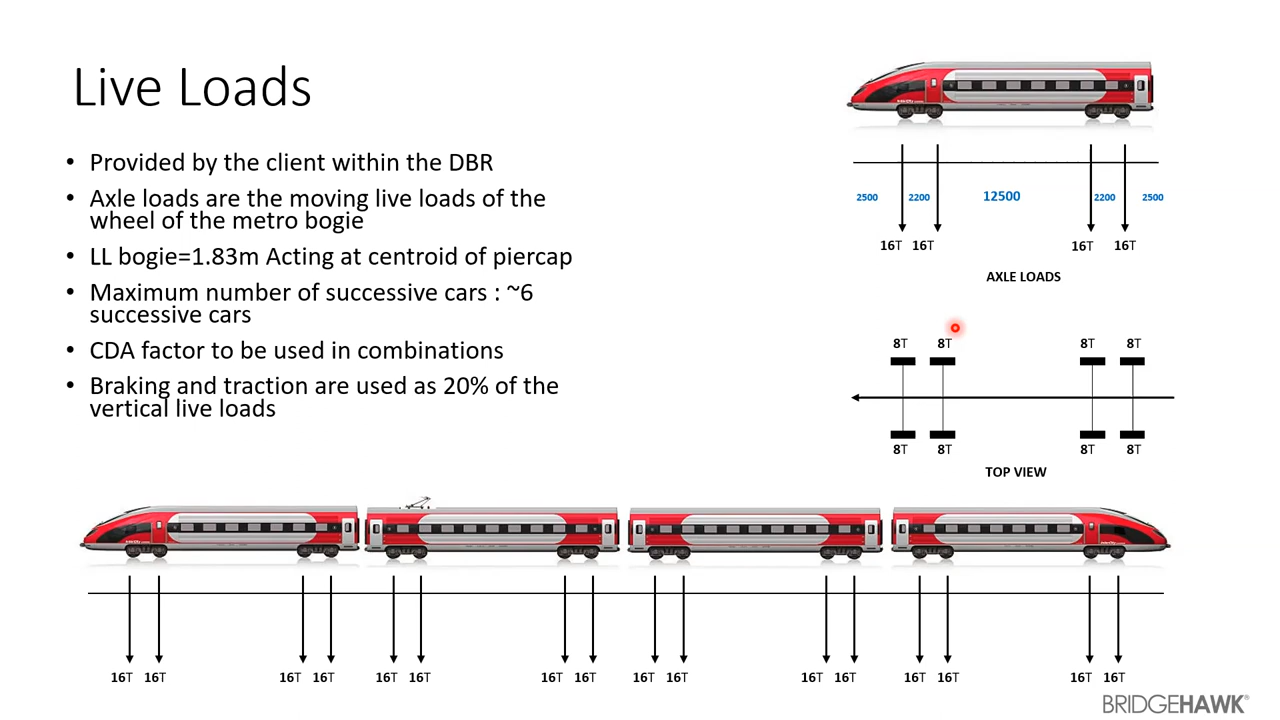 Live Loads
• Provided by the client within the DBR
• Axle loads are the moving live loads of the
wheel of the metro bogie
• LL bogie=1.83m Acting at centroid of piercap
• Maximum number of successive cars : ~6
successive cars
• CDA factor to be used in combinations
• Braking and traction are used as 20% of the
vertical live loads
2500 2200 12500 2200 2500
16T 16T 16T 16T
AXLE LOADS
8T 8T 8T 8T
8T 8T 8T 8T
TOP VIEW
16T 16T 16T 16T 16T 16T 16T 16T 16T 16T 16T 16T 16T 16T 16T 16T
BRIDGEHAWK®